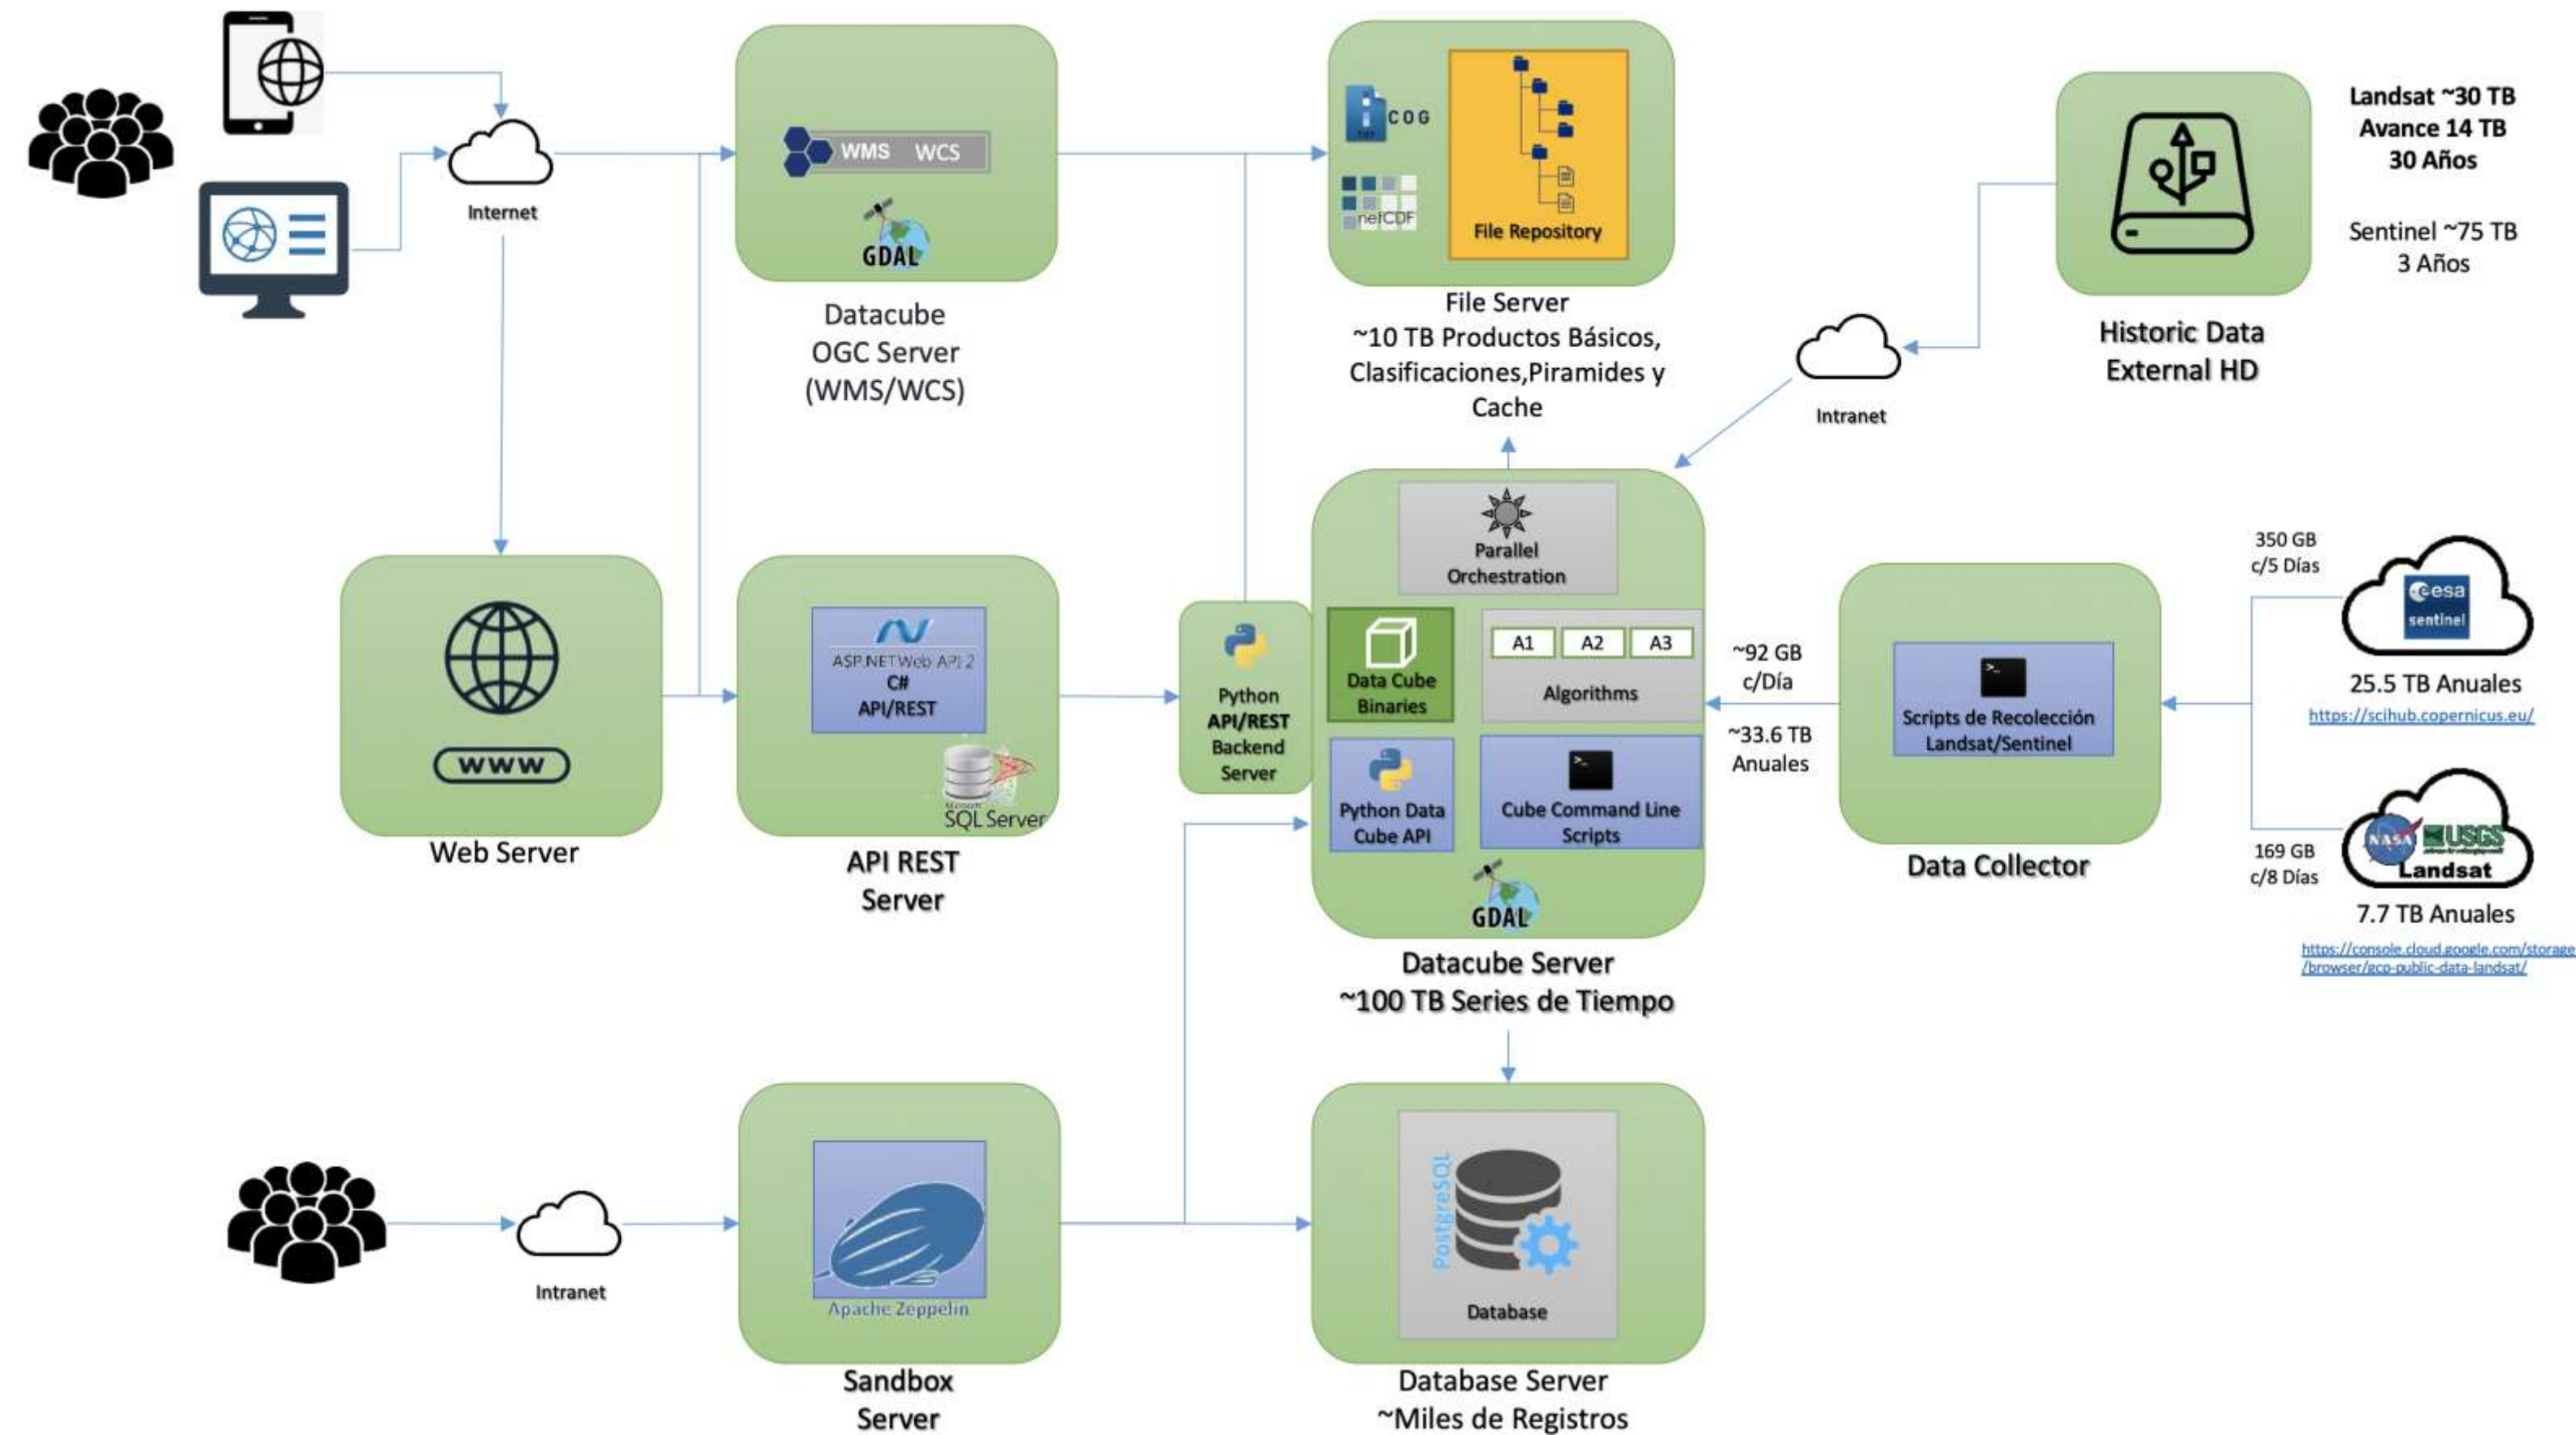 Internet
WMS WCS
GDAL
Datacube
OGC Server
(WMS/WCS)
COG
netCDF
File Repository
File Server
~10 TB Productos Básicos,
Clasificaciones,Piramides y
Cache
Landsat ~30 TB
Avance 14 TB
30 Años
Sentinel ~75 TB
3 Años
Historic Data
External HD
Intranet
WWW
Web Server
ASP.NET Web API 2
C#
API/REST
Microsoft
SQL Server
API REST
Server
Python
API/REST
Backend
Server
Parallel
Orchestration
Data Cube
Binaries
A1 A2 A3
Algorithms
Python Data
Cube API
Cube Command Line
Scripts
GDAL
Datacube Server
~100 TB Series de Tiempo
~92 GB
c/Día
~33.6 TB
Anuales
Scripts de Recolección
Landsat/Sentinel
Data Collector
350 GB
c/5 Días
esa
sentinel
25.5 TB Anuales
https://scihub.copernicus.eu/
169 GB
c/8 Días
NASA USGS
Landsat
7.7 TB Anuales
https://console.cloud.google.com/storage
/browser/gcp-public-data-landsat/
Intranet
Apache Zeppelin
Sandbox
Server
PostgreSQL
Database
Database Server
~Miles de Registros